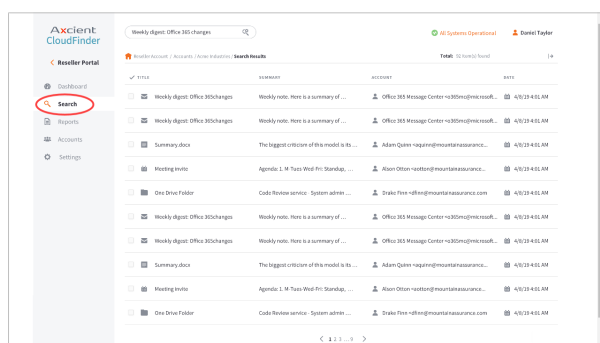 Axcient
CloudFinder
Reseller Portal
Dashboard
Search
Reports
Accounts
Settings
Weekly digest: Office 365 changes
All Systems Operational
Daniel Taylor
Reseller Account / Accounts / Acme Industries / Search Results
Total: 92 item(s) found
TITLE SUMMARY ACCOUNT DATE
Weekly digest: Office 365changes Weekly note. Here is a summary of ... Office 365 Message Center <o365mc@microsoft... 4/8/19 4:01 AM
Weekly digest: Office 365changes Weekly note. Here is a summary of ... Office 365 Message Center <o365mc@microsoft... 4/8/19 4:01 AM
Summary.docx The biggest criticism of this model is its ... Adam Quinn <aquinn@mountainassurance... 4/8/19 4:01 AM
Meeting invite Agenda: 1. M-Tues-Wed-Fri: Standup, ... Alson Otton <aotton@mountainassurance... 4/8/19 4:01 AM
One Drive Folder Code Review service - System admin ... Drake Finn <dfinn@mountainassurance.com 4/8/19 4:01 AM
Weekly digest: Office 365changes Weekly note. Here is a summary of ... Office 365 Message Center <o365mc@microsoft... 4/8/19 4:01 AM
Weekly digest: Office 365changes Weekly note. Here is a summary of ... Office 365 Message Center <o365mc@microsoft... 4/8/19 4:01 AM
Summary.docx The biggest criticism of this model is its ... Adam Quinn <aquinn@mountainassurance... 4/8/19 4:01 AM
Meeting invite Agenda: 1. M-Tues-Wed-Fri: Standup, ... Alson Otton <aotton@mountainassurance... 4/8/19 4:01 AM
One Drive Folder Code Review service - System admin ... Drake Finn <dfinn@mountainassurance.com 4/8/19 4:01 AM
< 1 2 3 ... 9 >